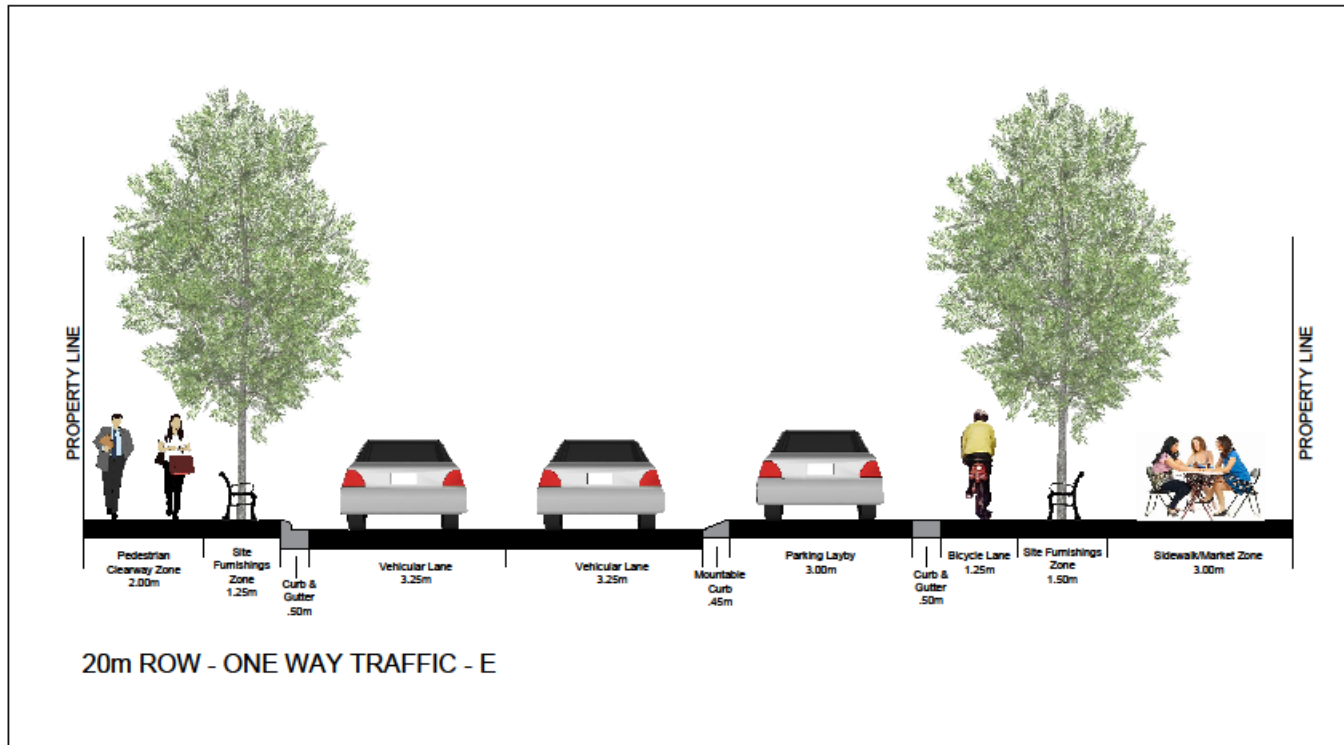 PROPERTY LINE
PROPERTY LINE
Pedestrian
Clearway Zone
2.00m
Site
Furnishings
Zone
1.25m
Curb &
Gutter
.50m
Vehicular Lane
3.25m
Vehicular Lane
3.25m
Mountable
Curb
.45m
Parking Layby
3.00m
Curb &
Gutter
.50m
Bicycle Lane
1.25m
Site Furnishings
Zone
1.50m
Sidewalk/Market Zone
3.00m
20m ROW - ONE WAY TRAFFIC - E